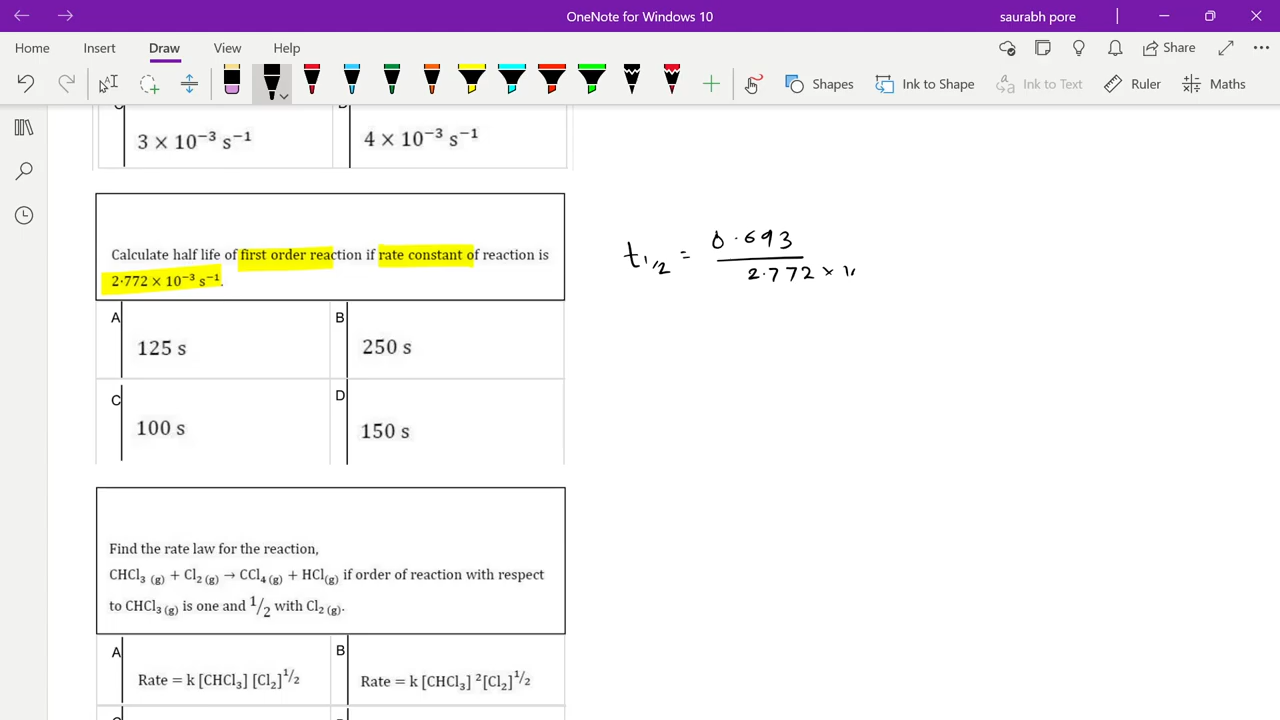 OneNote for Windows 10
saurabh pore
Home Insert Draw View Help
Share
Shapes Ink to Shape Ink to Text Ruler Maths
3 × 10⁻³ s⁻¹
4 × 10⁻³ s⁻¹
Calculate half life of first order reaction if rate constant of reaction is
2·772 × 10⁻³ s⁻¹.
t₁/₂ = 0.693
2.772 ×
A
125 s
B
250 s
C
100 s
D
150 s
Find the rate law for the reaction,
CHCl₃ (g) + Cl₂ (g) → CCl₄ (g) + HCl(g) if order of reaction with respect
to CHCl₃ (g) is one and 1/2 with Cl₂ (g).
A
Rate = k [CHCl₃] [Cl₂]^1/2
B
Rate = k [CHCl₃] ²[Cl₂]^1/2